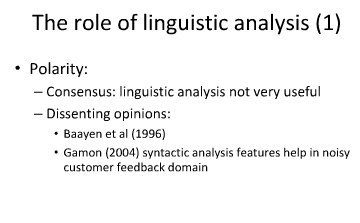 The role of linguistic analysis (1)
• Polarity:
– Consensus: linguistic analysis not very useful
– Dissenting opinions:
• Baayen et al (1996)
• Gamon (2004) syntactic analysis features help in noisy
customer feedback domain